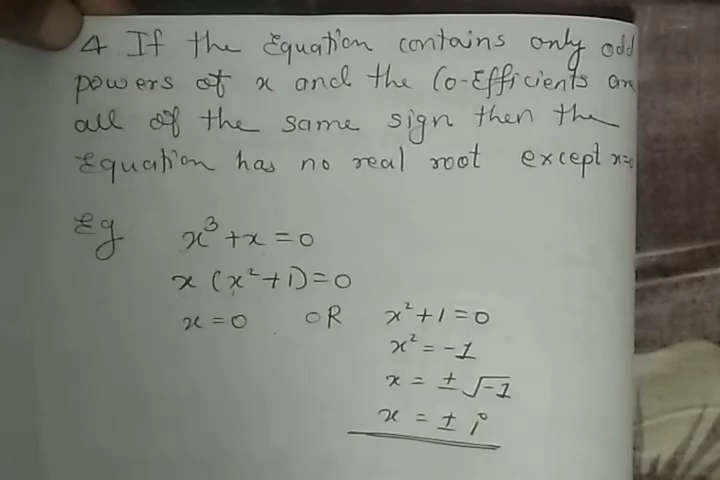 4 If the Equation contains only odd
powers of x and the Co-Efficients are
all of the same sign then the
Equation has no real root except x=0
Eg x³ + x = 0
x (x² + 1) = 0
x = 0 OR x² + 1 = 0
x² = -1
x = ± √-1
x = ± i